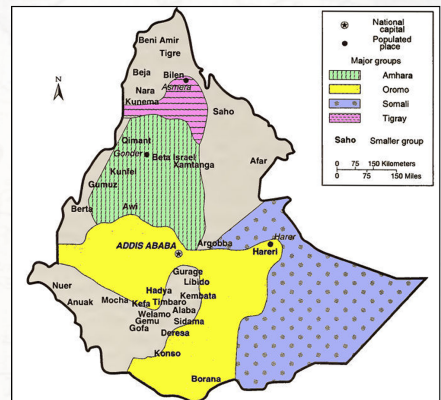 Beni Amir
Tigre
Beja
Bilen
Asmera
Nara
Kunema
Saho
Qimant
Gonder
Beta Israel
Xamtanga
Afar
Kunfel
Gumuz
Awi
Berta
ADDIS ABABA
Argobba
Harer
Hareri
Nuer
Anuak
Mocha
Gurage
Libido
Hadya
Kembata
Kefa
Timbaro
Welamo
Alaba
Gemu
Sidama
Gofa
Deresa
Konso
Borana
N
National
capital
Populated
place
Major groups
Amhara
Oromo
Somali
Tigray
Saho Smaller group
0 75 150 Kilometers
0 75 150 Miles